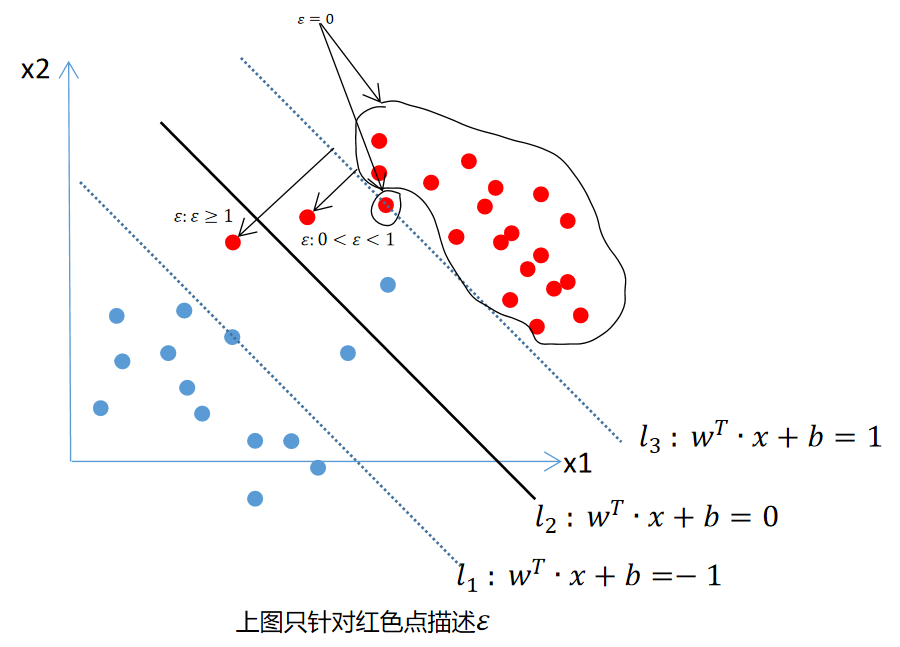 ε = 0
x2
ε: ε ≥ 1
ε: 0 < ε < 1
l₃ : wᵀ · x + b = 1
x1
l₂ : wᵀ · x + b = 0
l₁ : wᵀ · x + b =− 1
上图只针对红色点描述ε